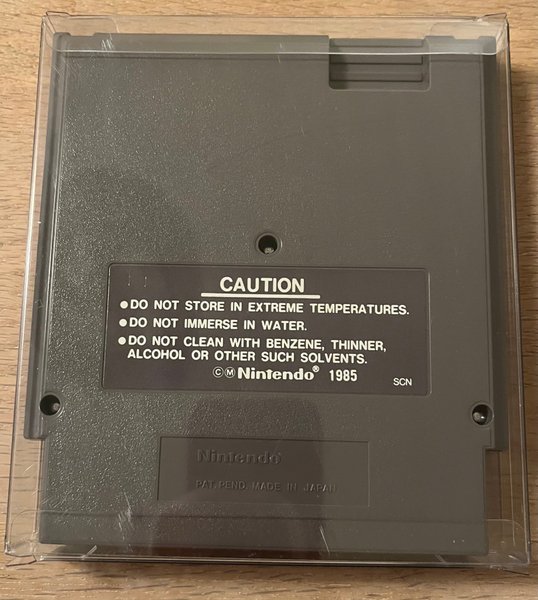 CAUTION
●DO NOT STORE IN EXTREME TEMPERATURES.
●DO NOT IMMERSE IN WATER.
●DO NOT CLEAN WITH BENZENE, THINNER,
ALCOHOL OR OTHER SUCH SOLVENTS.
ⒸⓂ Nintendo® 1985 SCN
Nintendo
PAT. PEND. MADE IN JAPAN